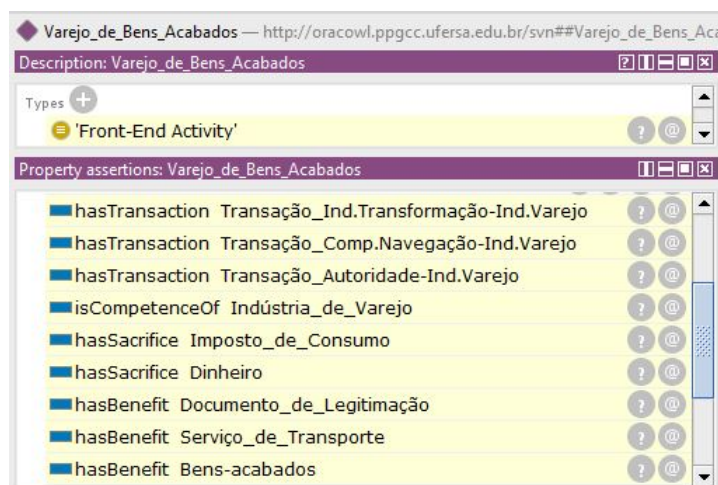 Varejo_de_Bens_Acabados — http://oracowl.ppgcc.ufersa.edu.br/svn##Varejo_de_Bens_Aca
Description: Varejo_de_Bens_Acabados
Types
'Front-End Activity'
Property assertions: Varejo_de_Bens_Acabados
hasTransaction Transação_Ind.Transformação-Ind.Varejo
hasTransaction Transação_Comp.Navegação-Ind.Varejo
hasTransaction Transação_Autoridade-Ind.Varejo
isCompetenceOf Indústria_de_Varejo
hasSacrifice Imposto_de_Consumo
hasSacrifice Dinheiro
hasBenefit Documento_de_Legitimação
hasBenefit Serviço_de_Transporte
hasBenefit Bens-acabados